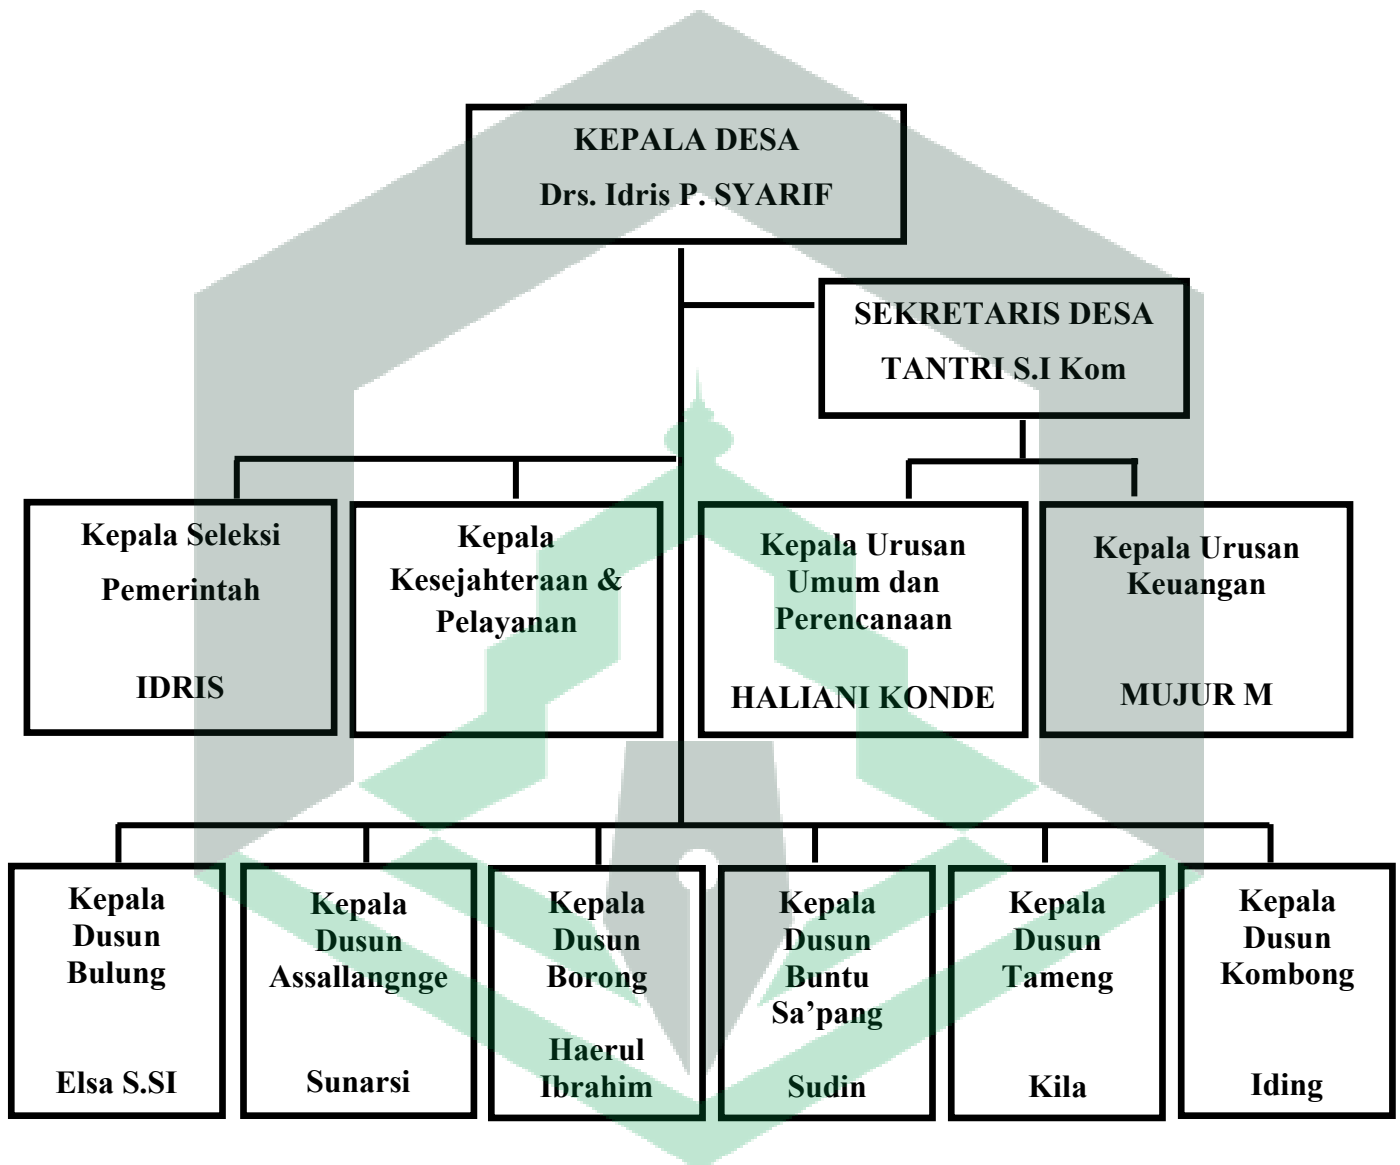 KEPALA DESA
Drs. Idris P. SYARIF
SEKRETARIS DESA
TANTRI S.I Kom
Kepala Seleksi
Pemerintah
IDRIS
Kepala
Kesejahteraan &
Pelayanan
Kepala Urusan
Umum dan
Perencanaan
HALIANI KONDE
Kepala Urusan
Keuangan
MUJUR M
Kepala
Dusun
Bulung
Elsa S.SI
Kepala
Dusun
Assallangnge
Sunarsi
Kepala
Dusun
Borong
Haerul
Ibrahim
Kepala
Dusun
Buntu
Sa’pang
Sudin
Kepala
Dusun
Tameng
Kila
Kepala
Dusun
Kombong
Iding